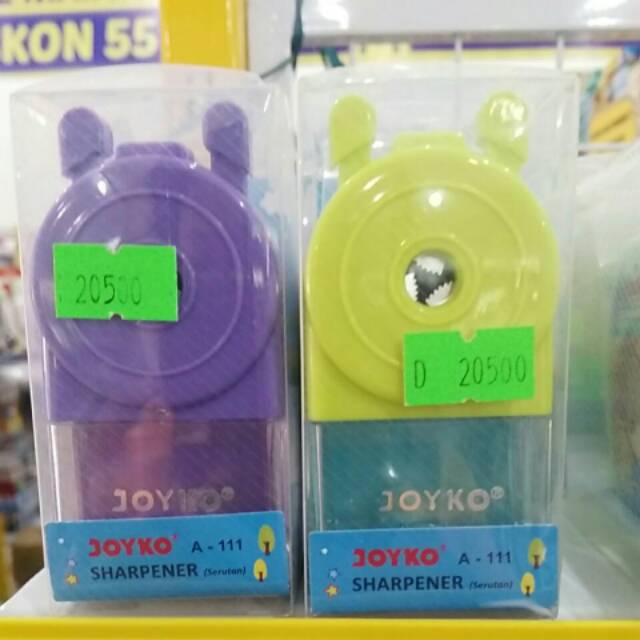 KON 55
20500
D 20500
JOYKO
JOYKO
JOYKO A - 111
SHARPENER (Serutan)
JOYKO A - 111
SHARPENER (Serutan)